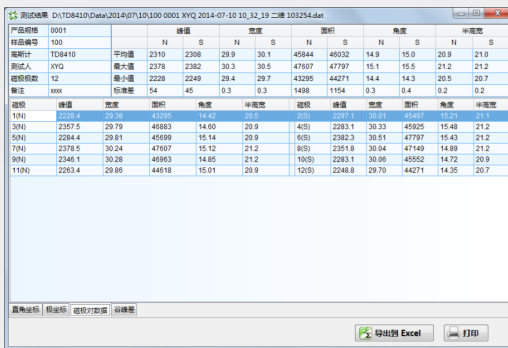 测试结果 D:\TD8410\Data\2014\07\10\100 0001 XYQ 2014-07-10 10_32_19 二维 103254.dat
产品规格 0001 峰值 宽度 面积 角度 半高宽
样品编号 100 N S N S N S N S N S
高斯计 TD8410 平均值 2310 2308 29.9 30.1 45844 46032 14.9 15.0 20.9 21.0
测试人 XYQ 最大值 2378 2382 30.3 30.5 47607 47797 15.1 15.5 21.2 21.2
磁极极数 12 最小值 2228 2249 29.4 29.7 43295 44271 14.4 14.3 20.5 20.7
备注 xxxx 标准差 54 45 0.3 0.3 1498 1154 0.3 0.4 0.2 0.2
磁极 峰值 宽度 面积 角度 半高宽 磁极 峰值 宽度 面积 角度 半高宽
1(N) 2228.4 29.38 43295 14.42 20.5 2(S) 2297.1 30.01 45497 15.21 21.1
3(N) 2357.5 29.79 46883 14.60 20.9 4(S) 2283.1 30.33 45925 15.48 21.2
5(N) 2284.4 29.81 45699 15.14 20.9 6(S) 2382.3 30.51 47797 15.43 21.2
7(N) 2378.5 30.24 47607 15.12 21.2 8(S) 2351.8 30.04 47149 14.89 21.2
9(N) 2346.1 30.28 46963 14.85 21.2 10(S) 2283.1 30.06 45552 14.72 20.9
11(N) 2263.4 29.86 44618 15.01 20.9 12(S) 2248.8 29.70 44271 14.35 20.7
直角坐标 极坐标 磁极对数据 谷峰差
导出到 Excel 打印